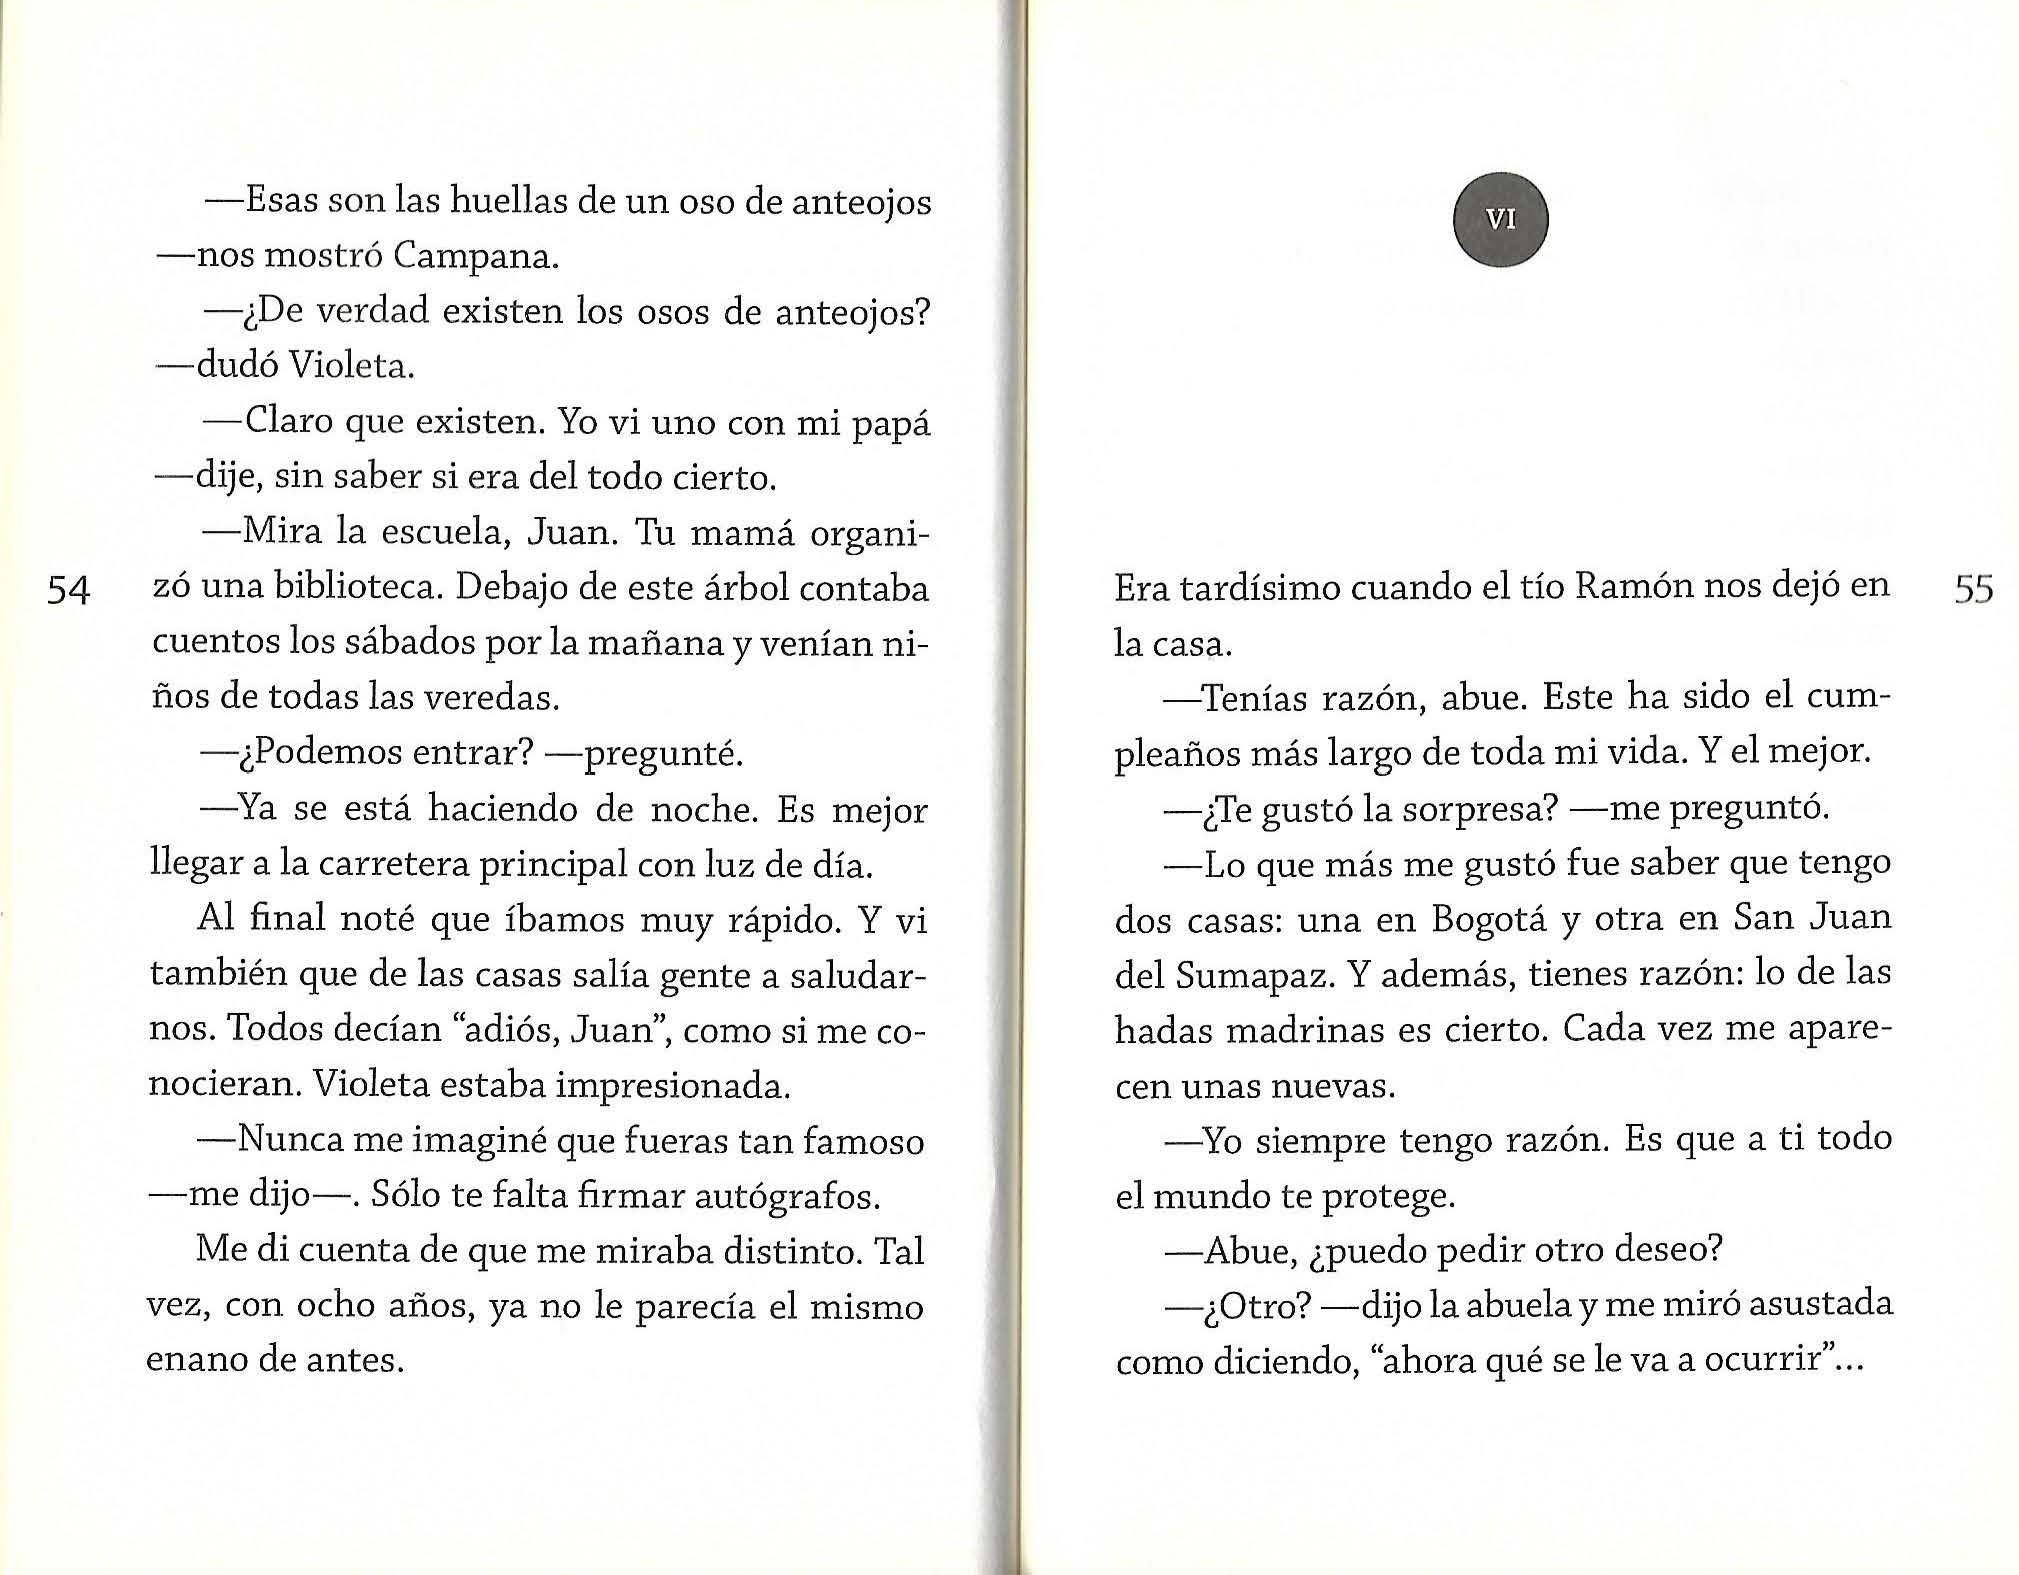 —Esas son las huellas de un oso de anteojos
—nos mostró Campana.
—¿De verdad existen los osos de anteojos?
—dudó Violeta.
—Claro que existen. Yo vi uno con mi papá
—dije, sin saber si era del todo cierto.
—Mira la escuela, Juan. Tu mamá organi-
54
zó una biblioteca. Debajo de este árbol contaba
cuentos los sábados por la mañana y venían ni-
ños de todas las veredas.
—¿Podemos entrar? —pregunté.
—Ya se está haciendo de noche. Es mejor
llegar a la carretera principal con luz de día.
Al final noté que íbamos muy rápido. Y vi
también que de las casas salía gente a saludar-
nos. Todos decían “adiós, Juan”, como si me co-
nocieran. Violeta estaba impresionada.
—Nunca me imaginé que fueras tan famoso
—me dijo—. Sólo te falta firmar autógrafos.
Me di cuenta de que me miraba distinto. Tal
vez, con ocho años, ya no le parecía el mismo
enano de antes.
VI
Era tardísimo cuando el tío Ramón nos dejó en
55
la casa.
—Tenías razón, abue. Este ha sido el cum-
pleaños más largo de toda mi vida. Y el mejor.
—¿Te gustó la sorpresa? —me preguntó.
—Lo que más me gustó fue saber que tengo
dos casas: una en Bogotá y otra en San Juan
del Sumapaz. Y además, tienes razón: lo de las
hadas madrinas es cierto. Cada vez me apare-
cen unas nuevas.
—Yo siempre tengo razón. Es que a ti todo
el mundo te protege.
—Abue, ¿puedo pedir otro deseo?
—¿Otro? —dijo la abuela y me miró asustada
como diciendo, “ahora qué se le va a ocurrir”...